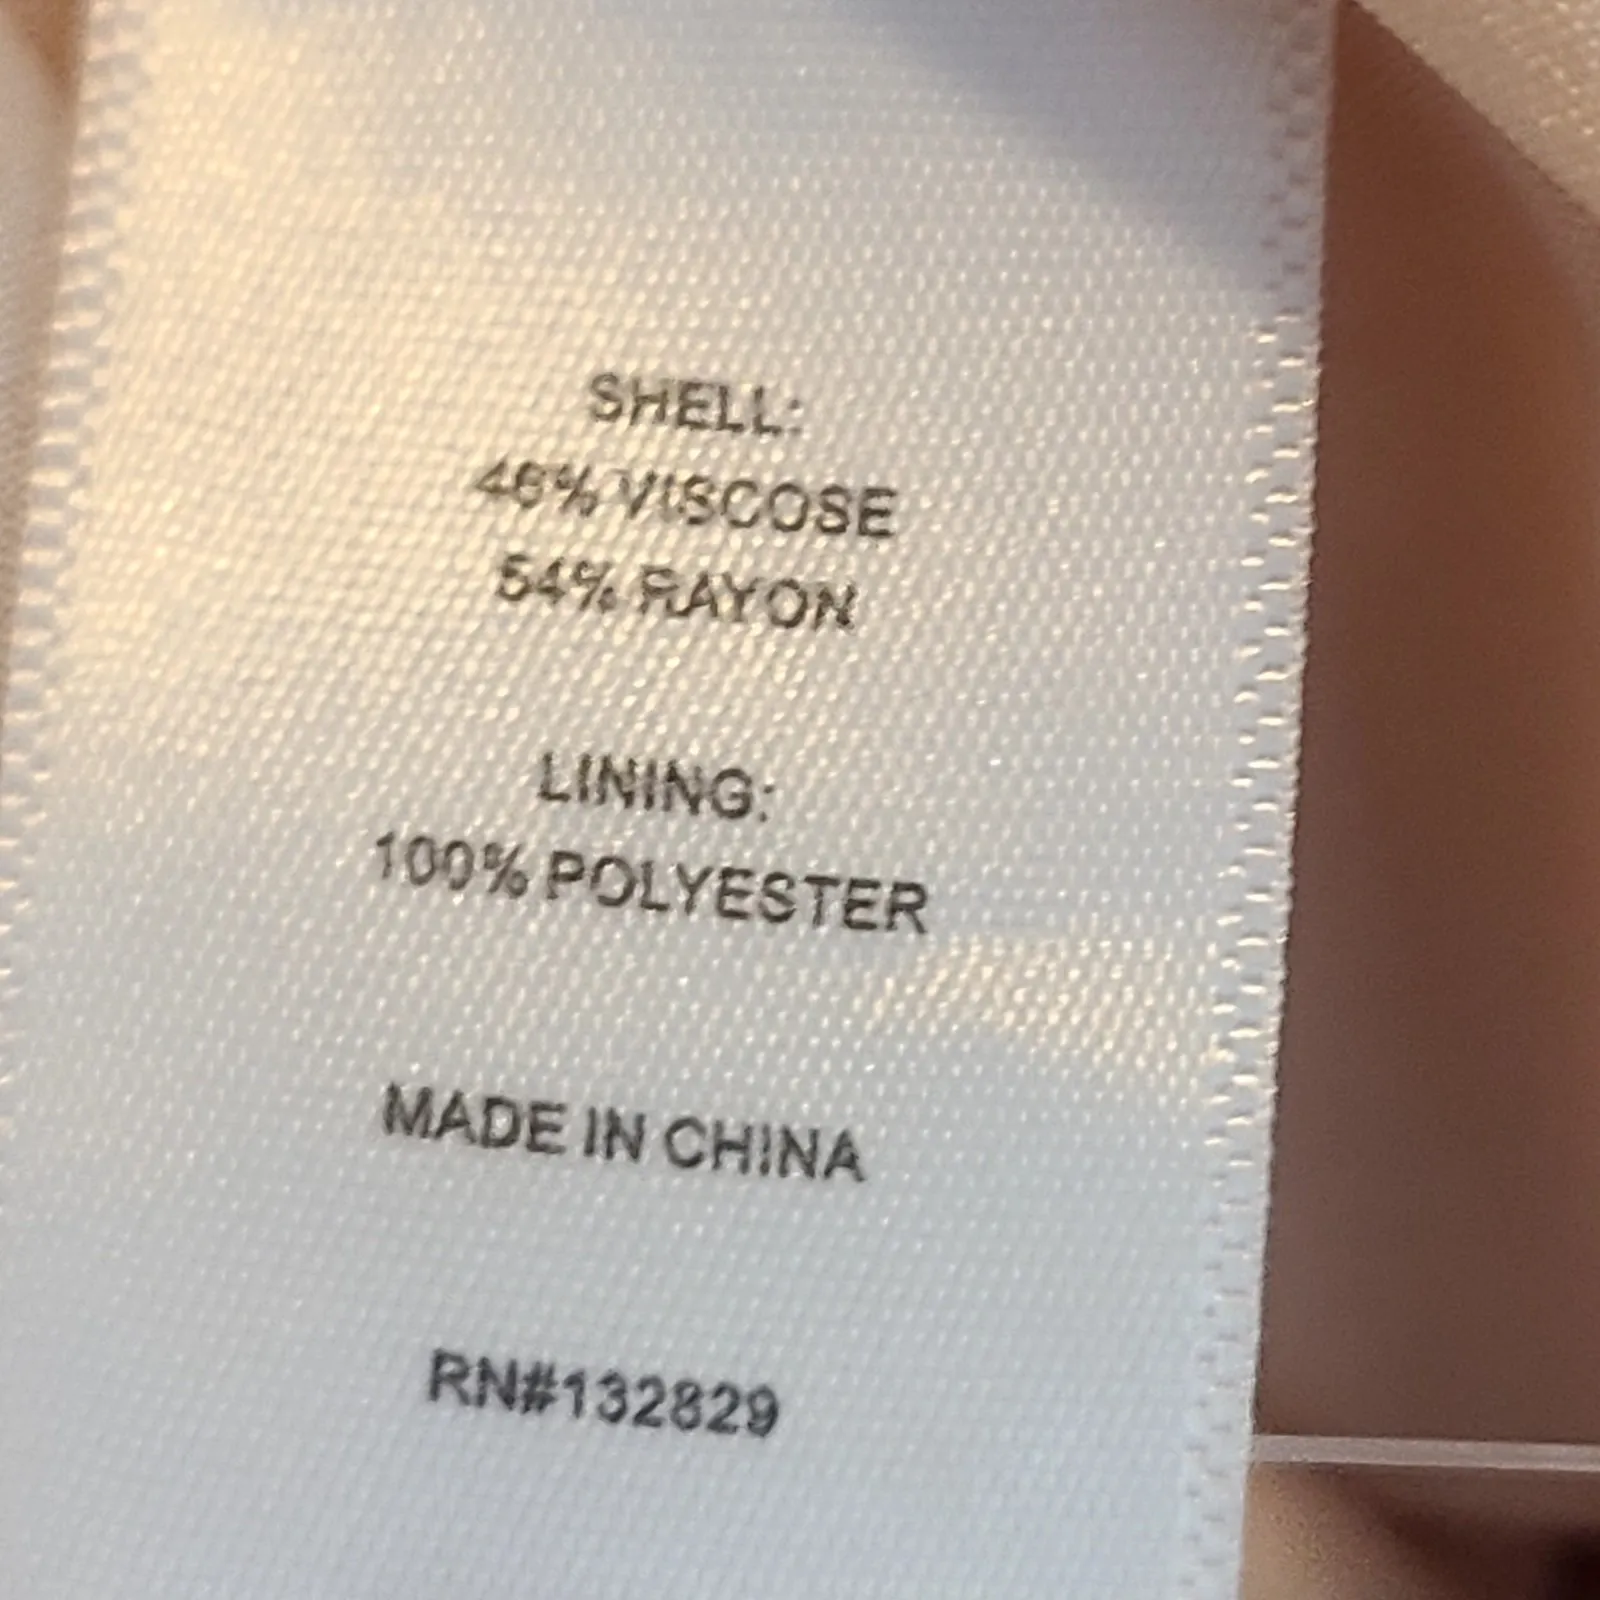 SHELL:
46% VISCOSE
54% RAYON
LINING:
100% POLYESTER
MADE IN CHINA
RN#132829